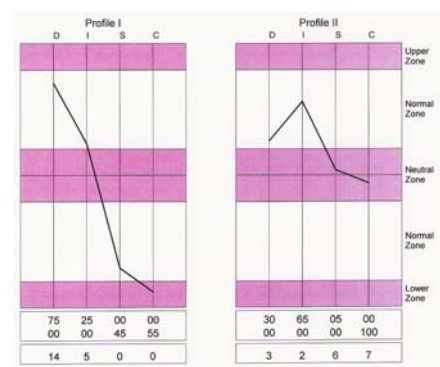 Profile I
D I S C
Profile II
D I S C
Upper
Zone
Normal
Zone
Neutral
Zone
Normal
Zone
Lower
Zone
75 25 00 00
00 00 45 55
14 5 0 0
30 65 05 00
00 00 00 100
3 2 6 7